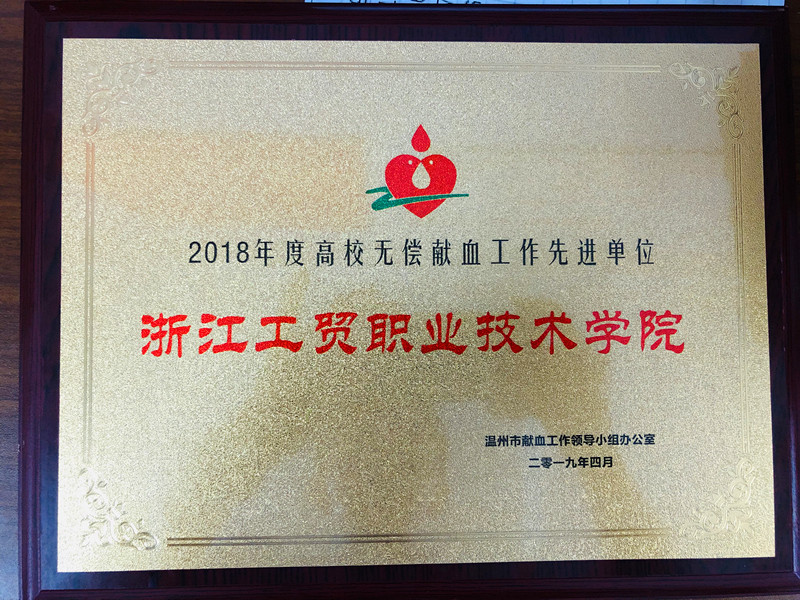 2018年度高校无偿献血工作先进单位
浙江工贸职业技术学院
温州市献血工作领导小组办公室
二零一九年四月